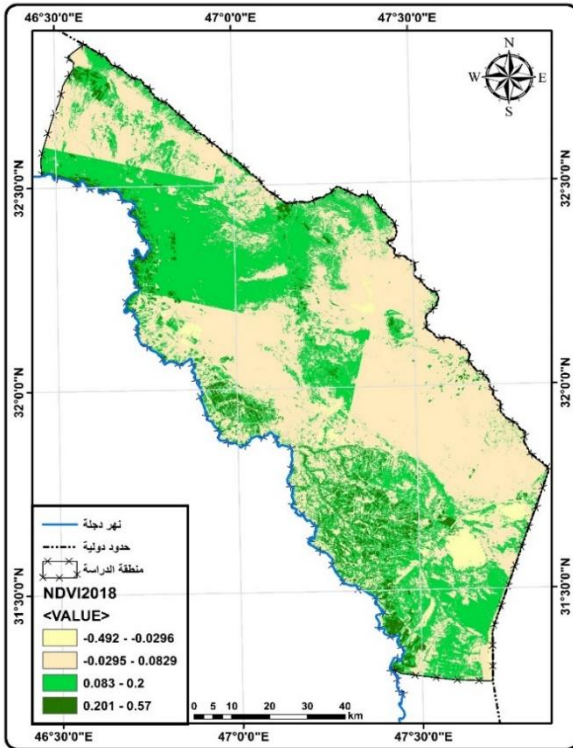 46°30'0"E 47°0'0"E 47°30'0"E
N
W E
S
32°30'0"N 32°30'0"N
32°0'0"N 32°0'0"N
31°30'0"N 31°30'0"N
نهر دجلة
حدود دولية
منطقة الدراسة
NDVI2018
<VALUE>
-0.492 - -0.0296
-0.0295 - 0.0829
0.083 - 0.2
0.201 - 0.57
0 5 10 20 30 40
km
46°30'0"E 47°0'0"E 47°30'0"E